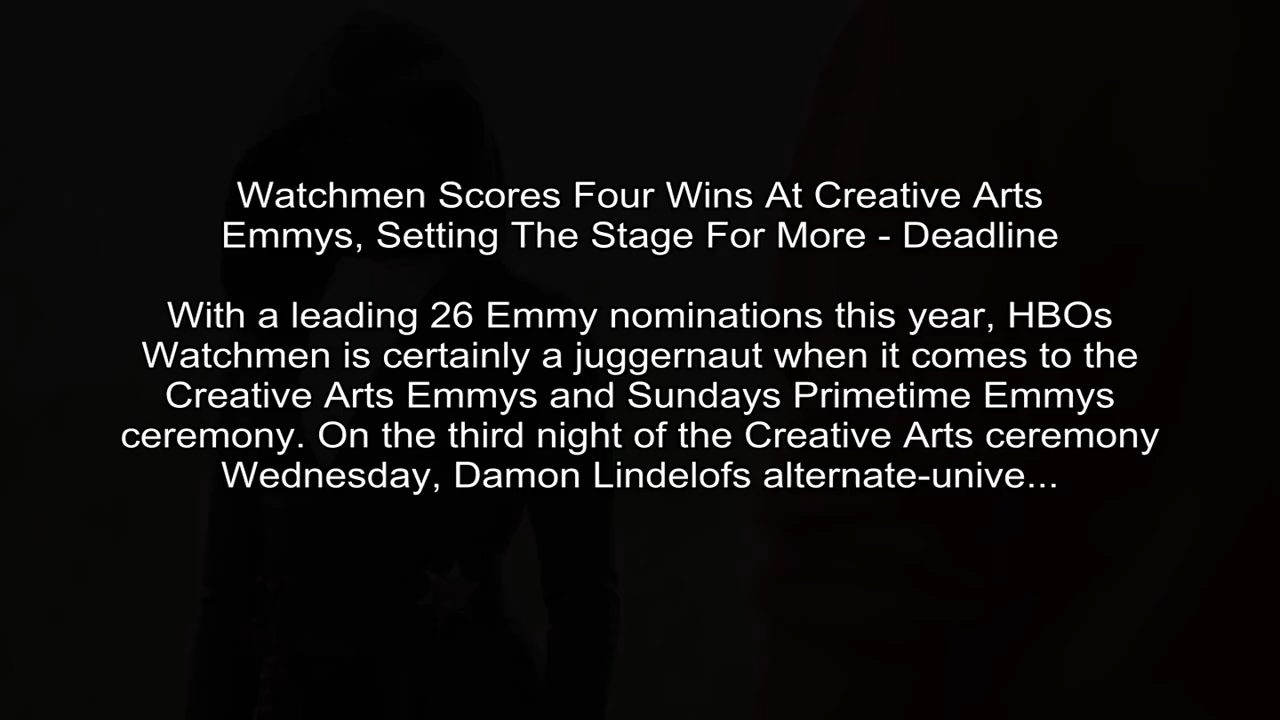 Watchmen Scores Four Wins At Creative Arts
Emmys, Setting The Stage For More - Deadline
With a leading 26 Emmy nominations this year, HBOs
Watchmen is certainly a juggernaut when it comes to the
Creative Arts Emmys and Sundays Primetime Emmys
ceremony. On the third night of the Creative Arts ceremony
Wednesday, Damon Lindelofs alternate-unive...